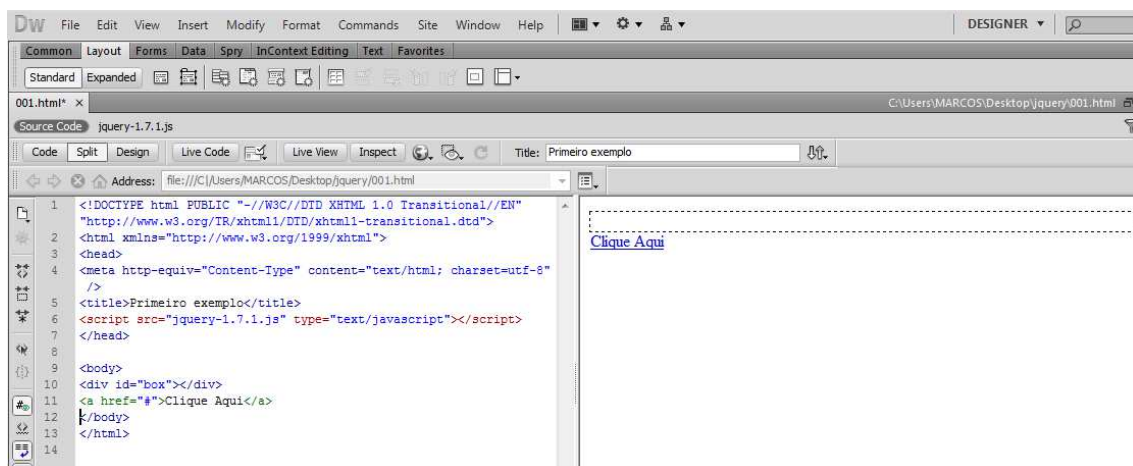 DW File Edit View Insert Modify Format Commands Site Window Help DESIGNER
Common Layout Forms Data Spry InContext Editing Text Favorites
Standard Expanded
001.html* × C:\Users\MARCOS\Desktop\jquery\001.html
Source Code jquery-1.7.1.js
Code Split Design Live Code Live View Inspect Title: Primeiro exemplo
Address: file:///C|/Users/MARCOS/Desktop/jquery/001.html
1 <!DOCTYPE html PUBLIC "-//W3C//DTD XHTML 1.0 Transitional//EN"
"http://www.w3.org/TR/xhtml1/DTD/xhtml1-transitional.dtd">
2 <html xmlns="http://www.w3.org/1999/xhtml">
3 <head>
4 <meta http-equiv="Content-Type" content="text/html; charset=utf-8"
/>
5 <title>Primeiro exemplo</title>
6 <script src="jquery-1.7.1.js" type="text/javascript"></script>
7 </head>
8
9 <body>
10 <div id="box"></div>
11 <a href="#">Clique Aqui</a>
12 </body>
13 </html>
14
Clique Aqui